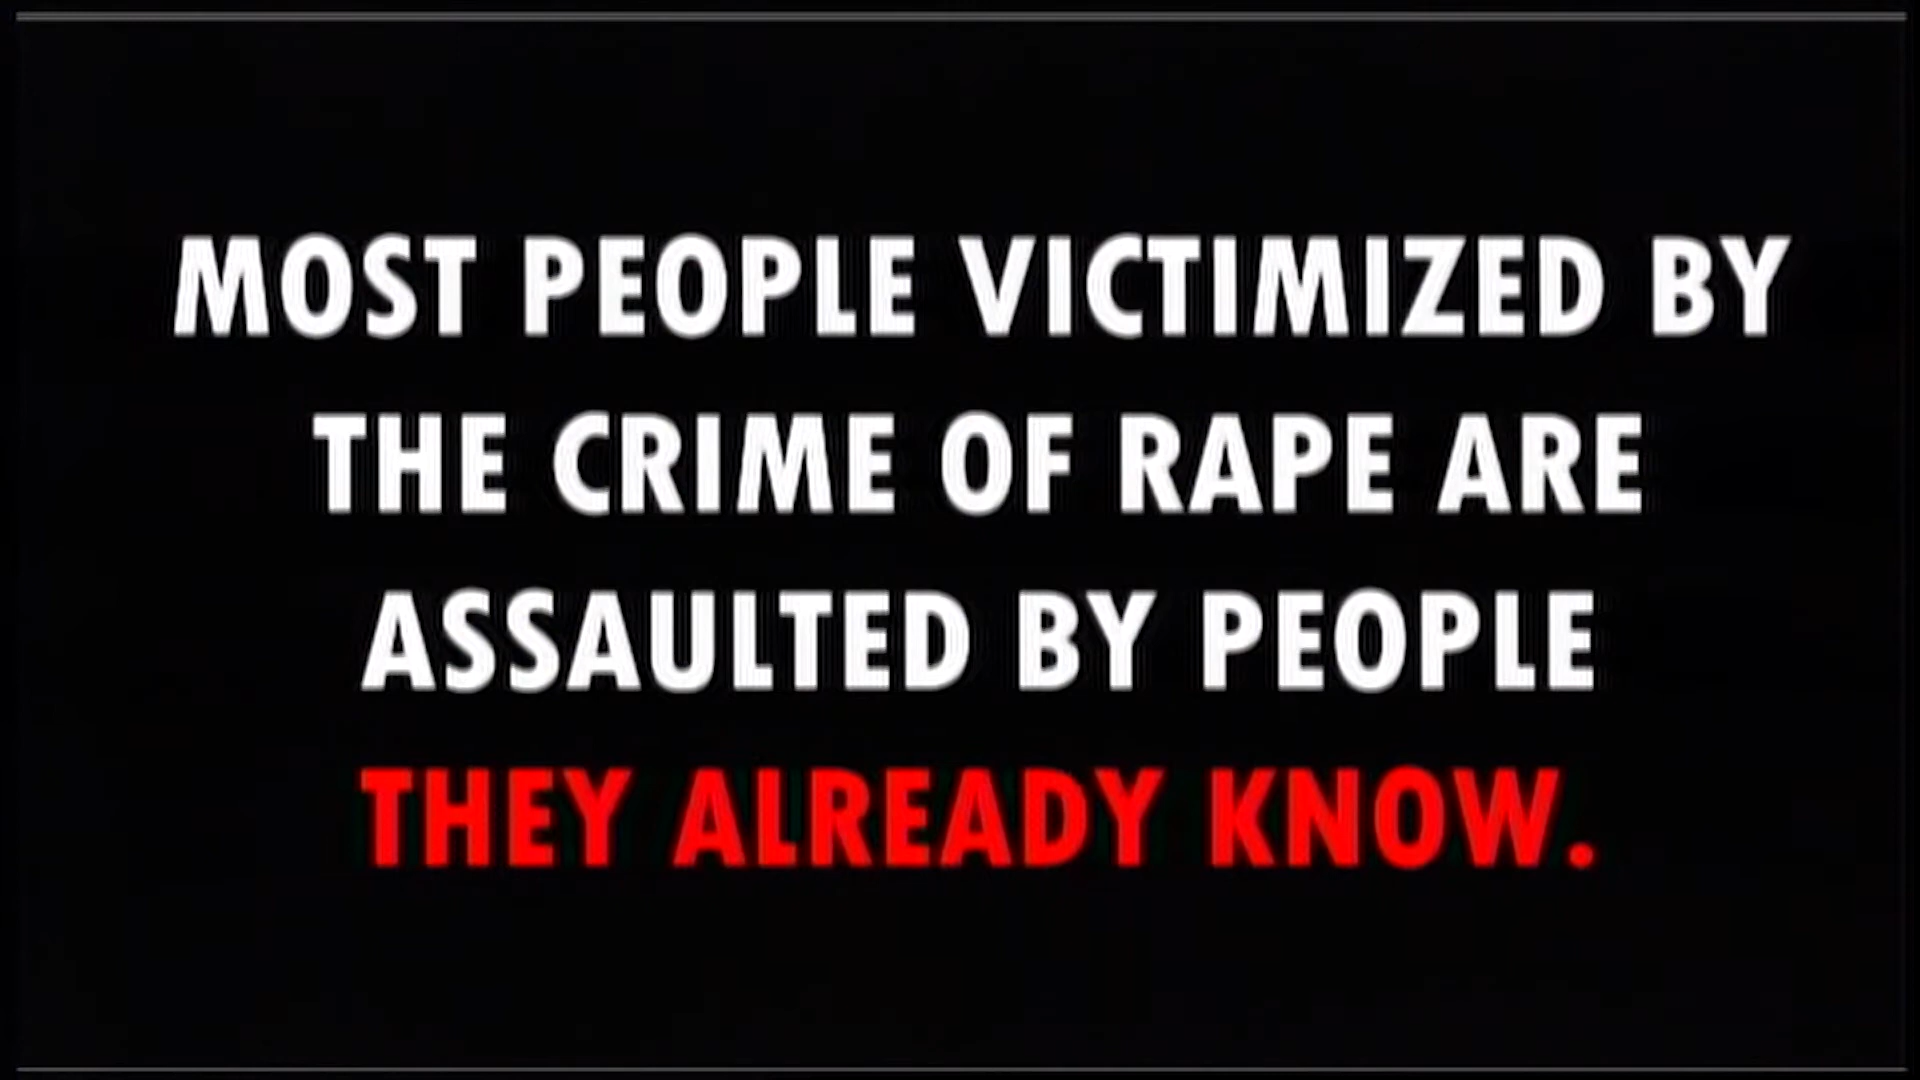 MOST PEOPLE VICTIMIZED BY
THE CRIME OF RAPE ARE
ASSAULTED BY PEOPLE
THEY ALREADY KNOW.